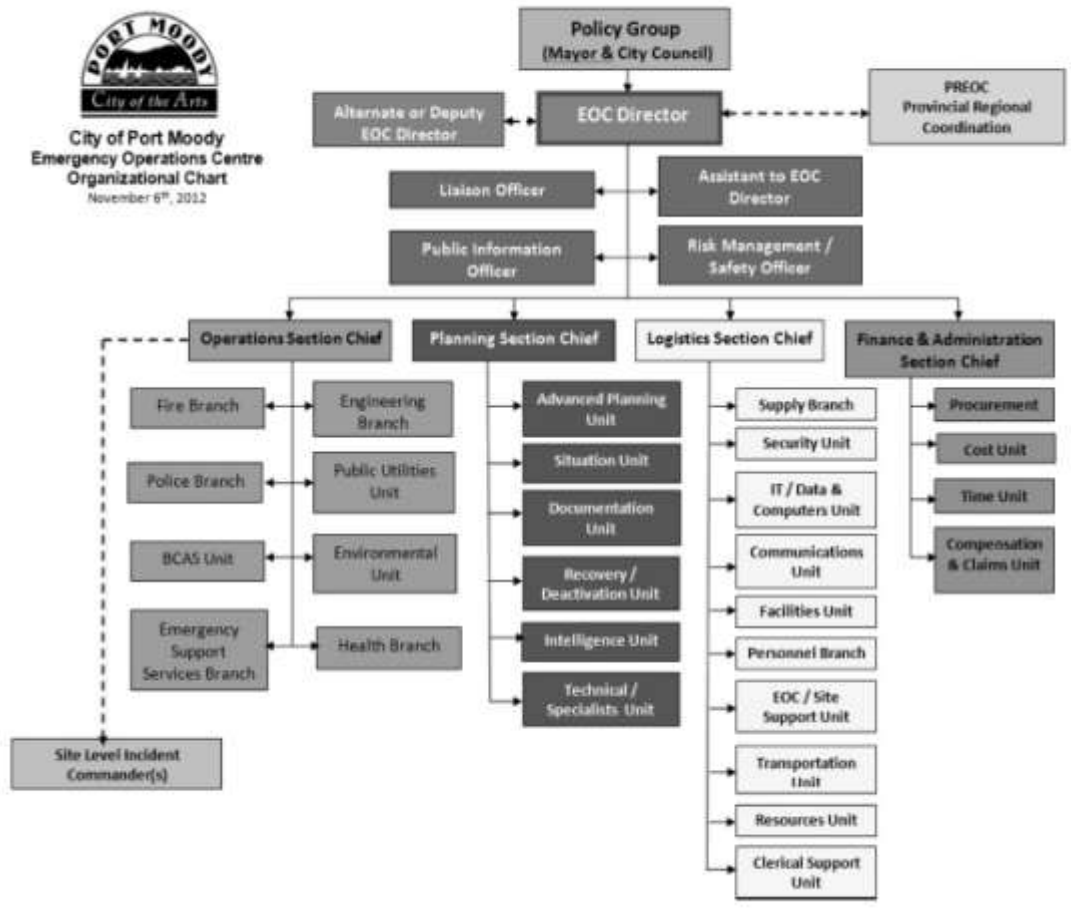 PORT MOODY
City of the Arts
City of Port Moody
Emergency Operations Centre
Organizational Chart
November 6th, 2012
Policy Group
(Mayor & City Council)
Alternate or Deputy
EOC Director
EOC Director
PREOC
Provincial Regional
Coordination
Liaison Officer
Assistant to EOC
Director
Public Information
Officer
Risk Management /
Safety Officer
Operations Section Chief
Planning Section Chief
Logistics Section Chief
Finance & Administration
Section Chief
Fire Branch
Engineering
Branch
Police Branch
Public Utilities
Unit
BCAS Unit
Environmental
Unit
Emergency
Support
Services Branch
Health Branch
Site Level Incident
Commander(s)
Advanced Planning
Unit
Situation Unit
Documentation
Unit
Recovery /
Deactivation Unit
Intelligence Unit
Technical /
Specialists Unit
Supply Branch
Security Unit
IT / Data &
Computers Unit
Communications
Unit
Facilities Unit
Personnel Branch
EOC / Site
Support Unit
Transportation
Unit
Resources Unit
Clerical Support
Unit
Procurement
Cost Unit
Time Unit
Compensation
& Claims Unit